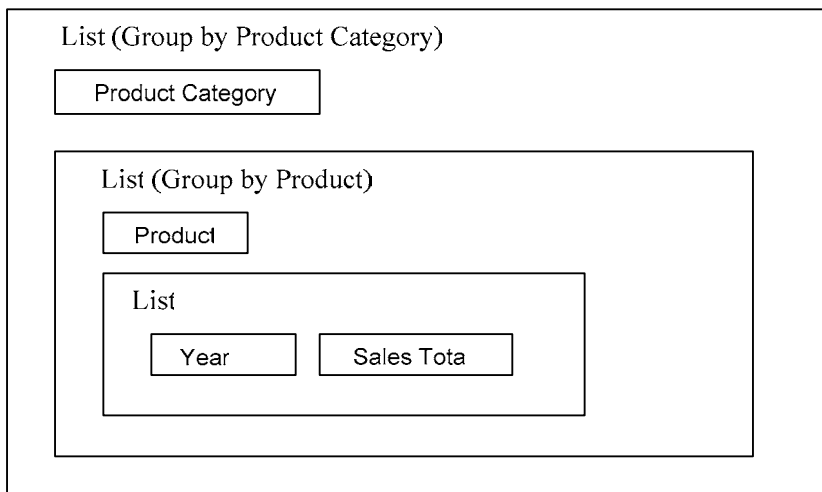 List (Group by Product Category)
Product Category
List (Group by Product)
Product
List
Year
Sales Tota